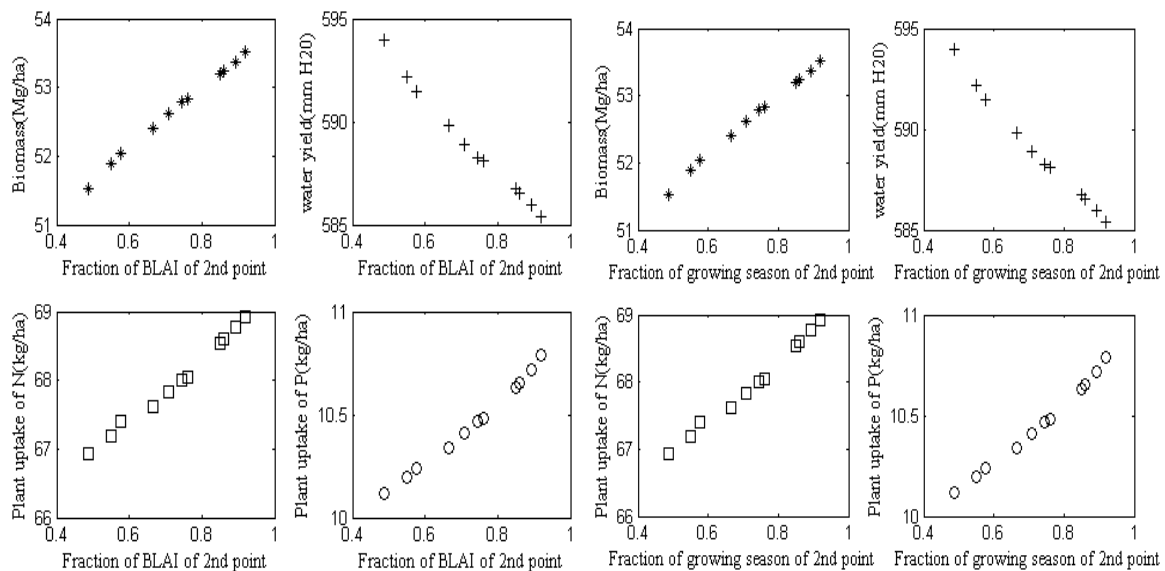 Biomass(Mg/ha)
54
53
52
51
0.4 0.6 0.8 1
Fraction of BLAI of 2nd point
water yield(mm H20)
595
590
585
0.4 0.6 0.8 1
Fraction of BLAI of 2nd point
Biomass(Mg/ha)
54
53
52
51
0.4 0.6 0.8 1
Fraction of growing season of 2nd point
water yield(mm H20)
595
590
585
0.4 0.6 0.8 1
Fraction of growing season of 2nd point
Plant uptake of N(kg/ha)
69
68
67
66
0.4 0.6 0.8 1
Fraction of BLAI of 2nd point
Plant uptake of P(kg/ha)
11
10.5
10
0.4 0.6 0.8 1
Fraction of BLAI of 2nd point
Plant uptake of N(kg/ha)
69
68
67
66
0.4 0.6 0.8 1
Fraction of growing season of 2nd point
Plant uptake of P(kg/ha)
11
10.5
10
0.4 0.6 0.8 1
Fraction of growing season of 2nd point